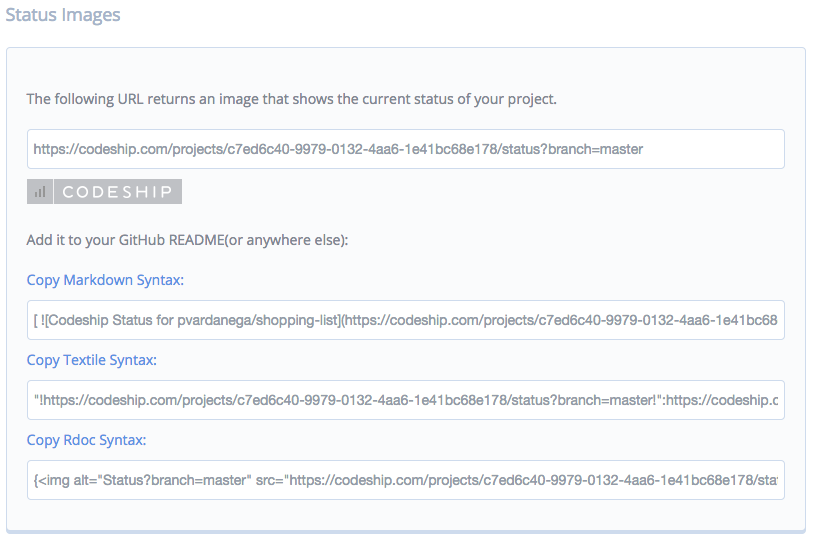 Status Images
The following URL returns an image that shows the current status of your project.
https://codeship.com/projects/c7ed6c40-9979-0132-4aa6-1e41bc68e178/status?branch=master
CODESHIP
Add it to your GitHub README(or anywhere else):
Copy Markdown Syntax:
[ ![Codeship Status for pvardanega/shopping-list](https://codeship.com/projects/c7ed6c40-9979-0132-4aa6-1e41bc68
Copy Textile Syntax:
"!https://codeship.com/projects/c7ed6c40-9979-0132-4aa6-1e41bc68e178/status?branch=master!":https://codeship.c
Copy Rdoc Syntax:
{<img alt="Status?branch=master" src="https://codeship.com/projects/c7ed6c40-9979-0132-4aa6-1e41bc68e178/sta